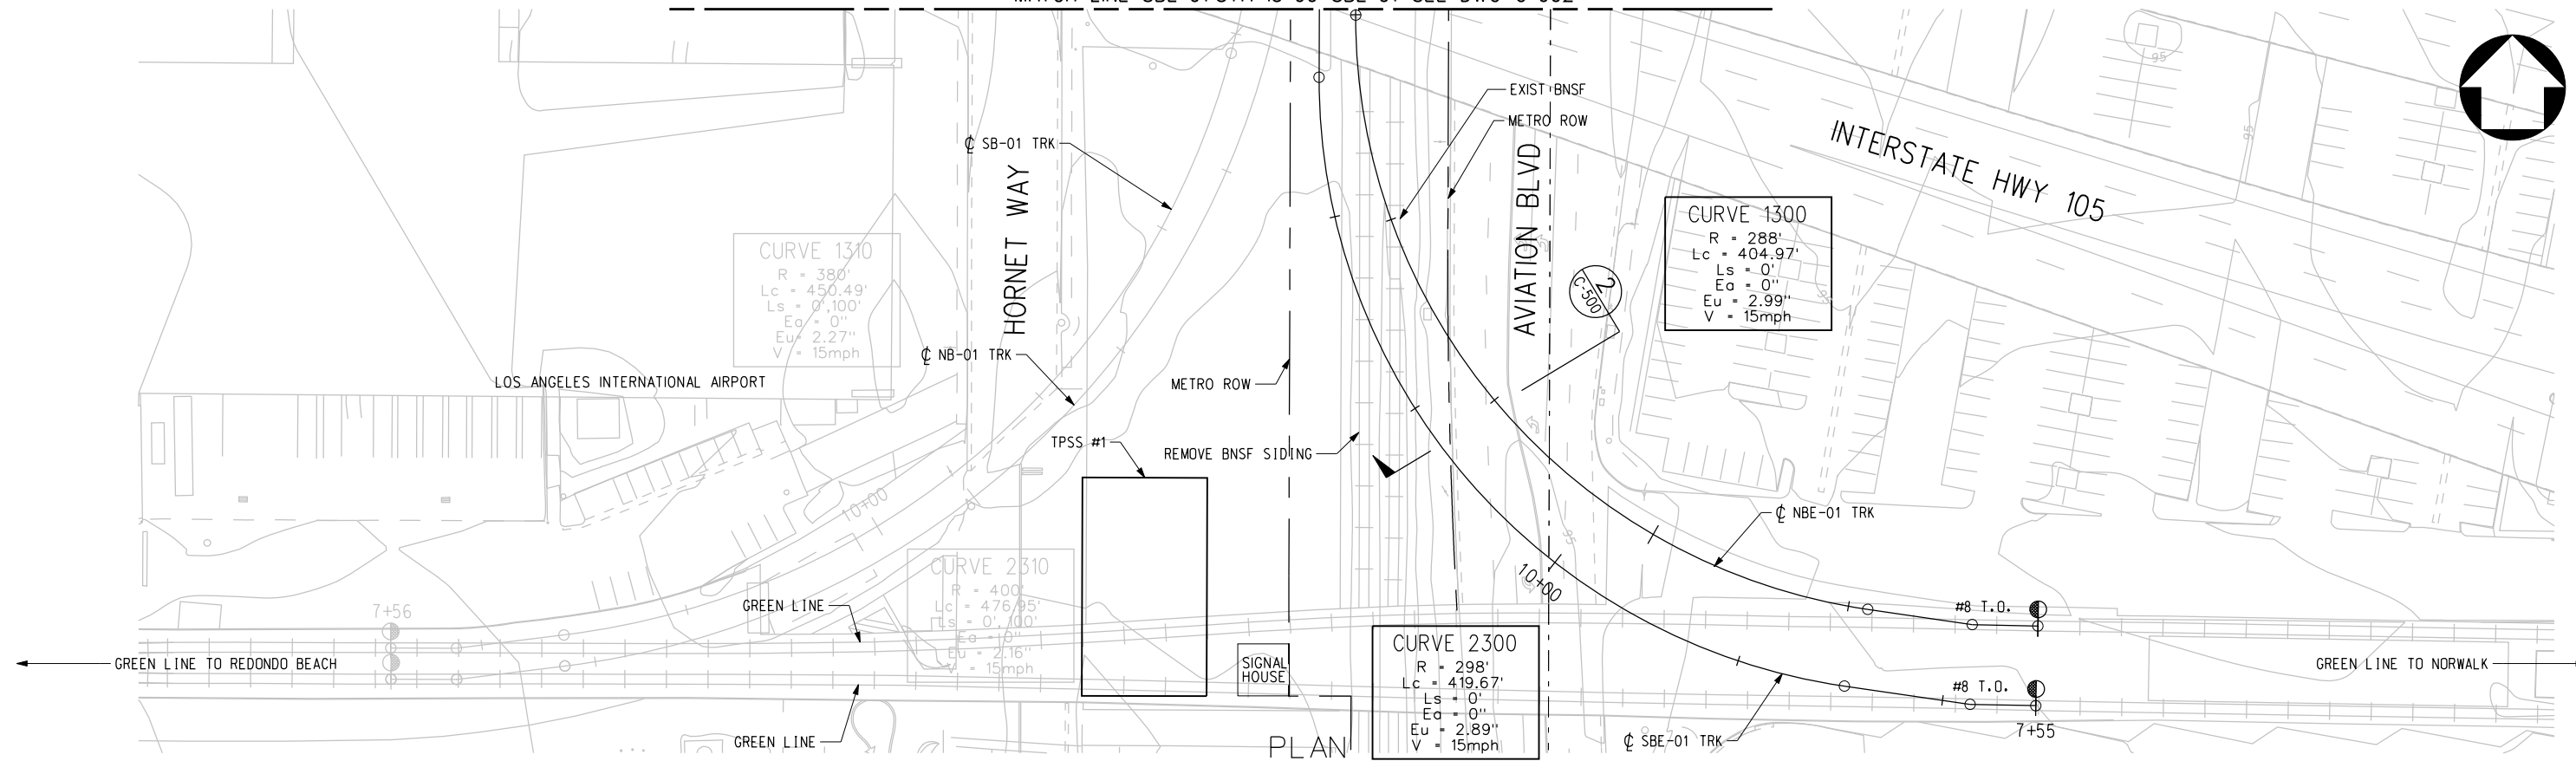 EXIST BNSF
METRO ROW
INTERSTATE HWY 105
95
95
℄ SB-01 TRK
HORNET WAY
AVIATION BLVD
CURVE 1300
R = 288'
Lc = 404.97'
Ls = 0'
Ea = 0"
Eu = 2.99"
V = 15mph
CURVE 1310
R = 380'
Lc = 450.49'
Ls = 0',100'
Ea = 0"
Eu= 2.27"
V = 15mph
2
C-500
℄ NB-01 TRK
LOS ANGELES INTERNATIONAL AIRPORT
METRO ROW
TPSS #1
REMOVE BNSF SIDING
10+00
℄ NBE-01 TRK
95
10+00
CURVE 2310
R = 400'
Lc = 476.95'
Ls = 0', 100'
Ea = 0"
Eu = 2.16"
V = 15mph
7+56
GREEN LINE
#8 T.O.
GREEN LINE TO REDONDO BEACH
SIGNAL
HOUSE
CURVE 2300
R = 298'
Lc = 419.67'
Ls = 0'
Ea = 0"
Eu = 2.89"
V = 15mph
GREEN LINE TO NORWALK
#8 T.O.
7+55
GREEN LINE
PLAN
℄ SBE-01 TRK